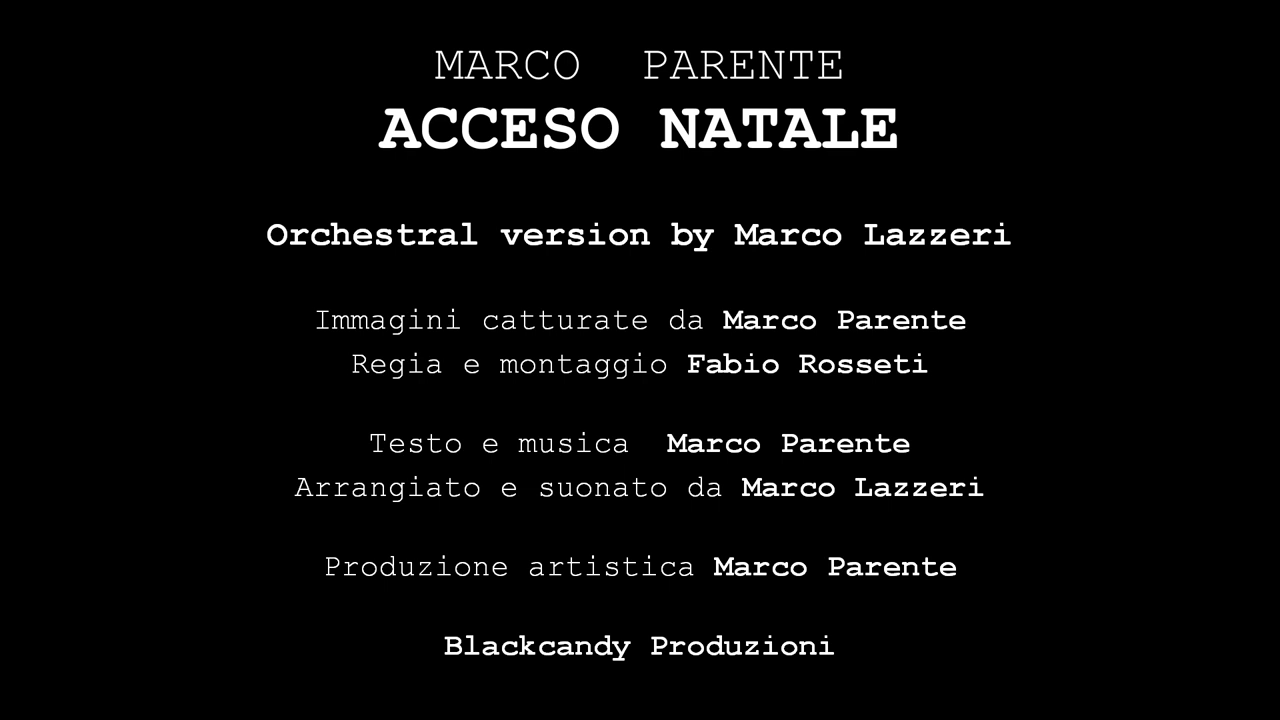 MARCO PARENTE
ACCESO NATALE
Orchestral version by Marco Lazzeri
Immagini catturate da Marco Parente
Regia e montaggio Fabio Rosseti
Testo e musica Marco Parente
Arrangiato e suonato da Marco Lazzeri
Produzione artistica Marco Parente
Blackcandy Produzioni